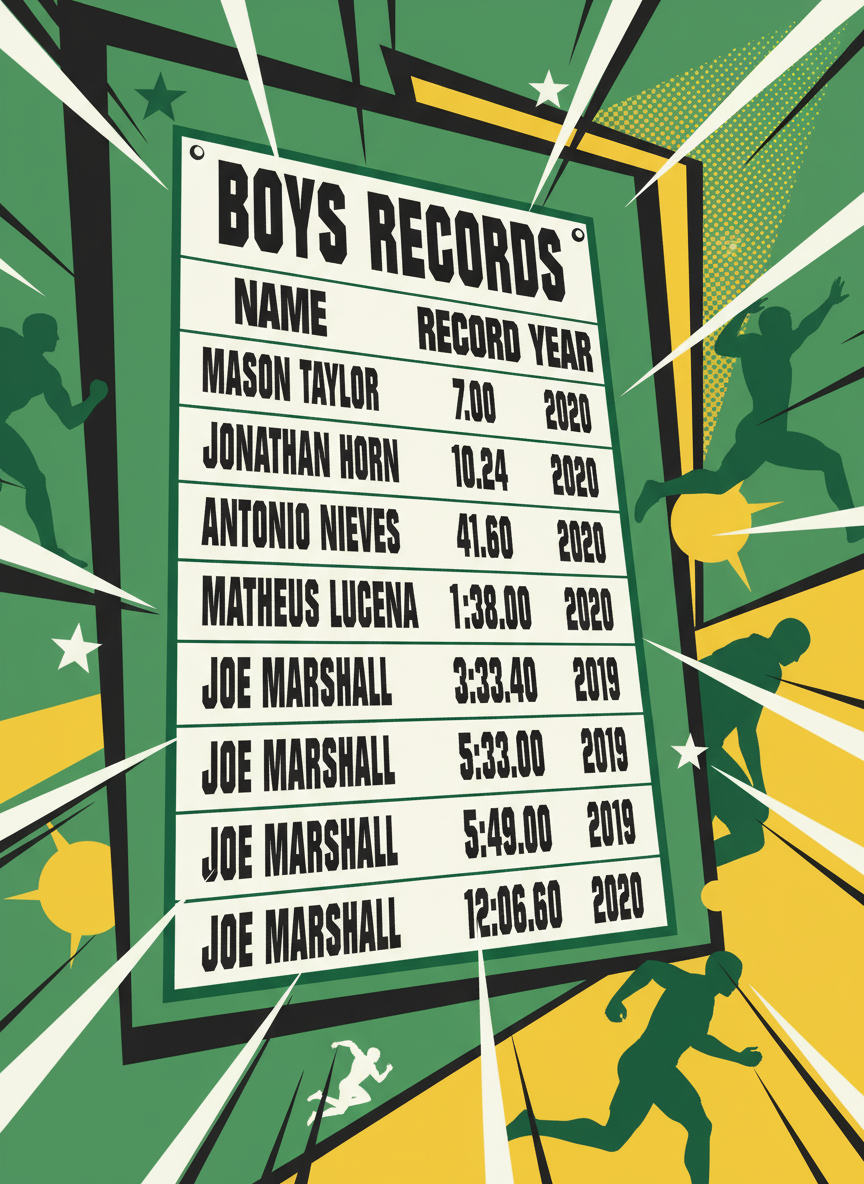 BOYS RECORDS
NAME RECORD YEAR
MASON TAYLOR 7.00 2020
JONATHAN HORN 10.24 2020
ANTONIO NIEVES 41.60 2020
MATHEUS LUCENA 1:38.00 2020
JOE MARSHALL 3:33.40 2019
JOE MARSHALL 5:33.00 2019
JOE MARSHALL 5:49.00 2019
JOE MARSHALL 12:06.60 2020